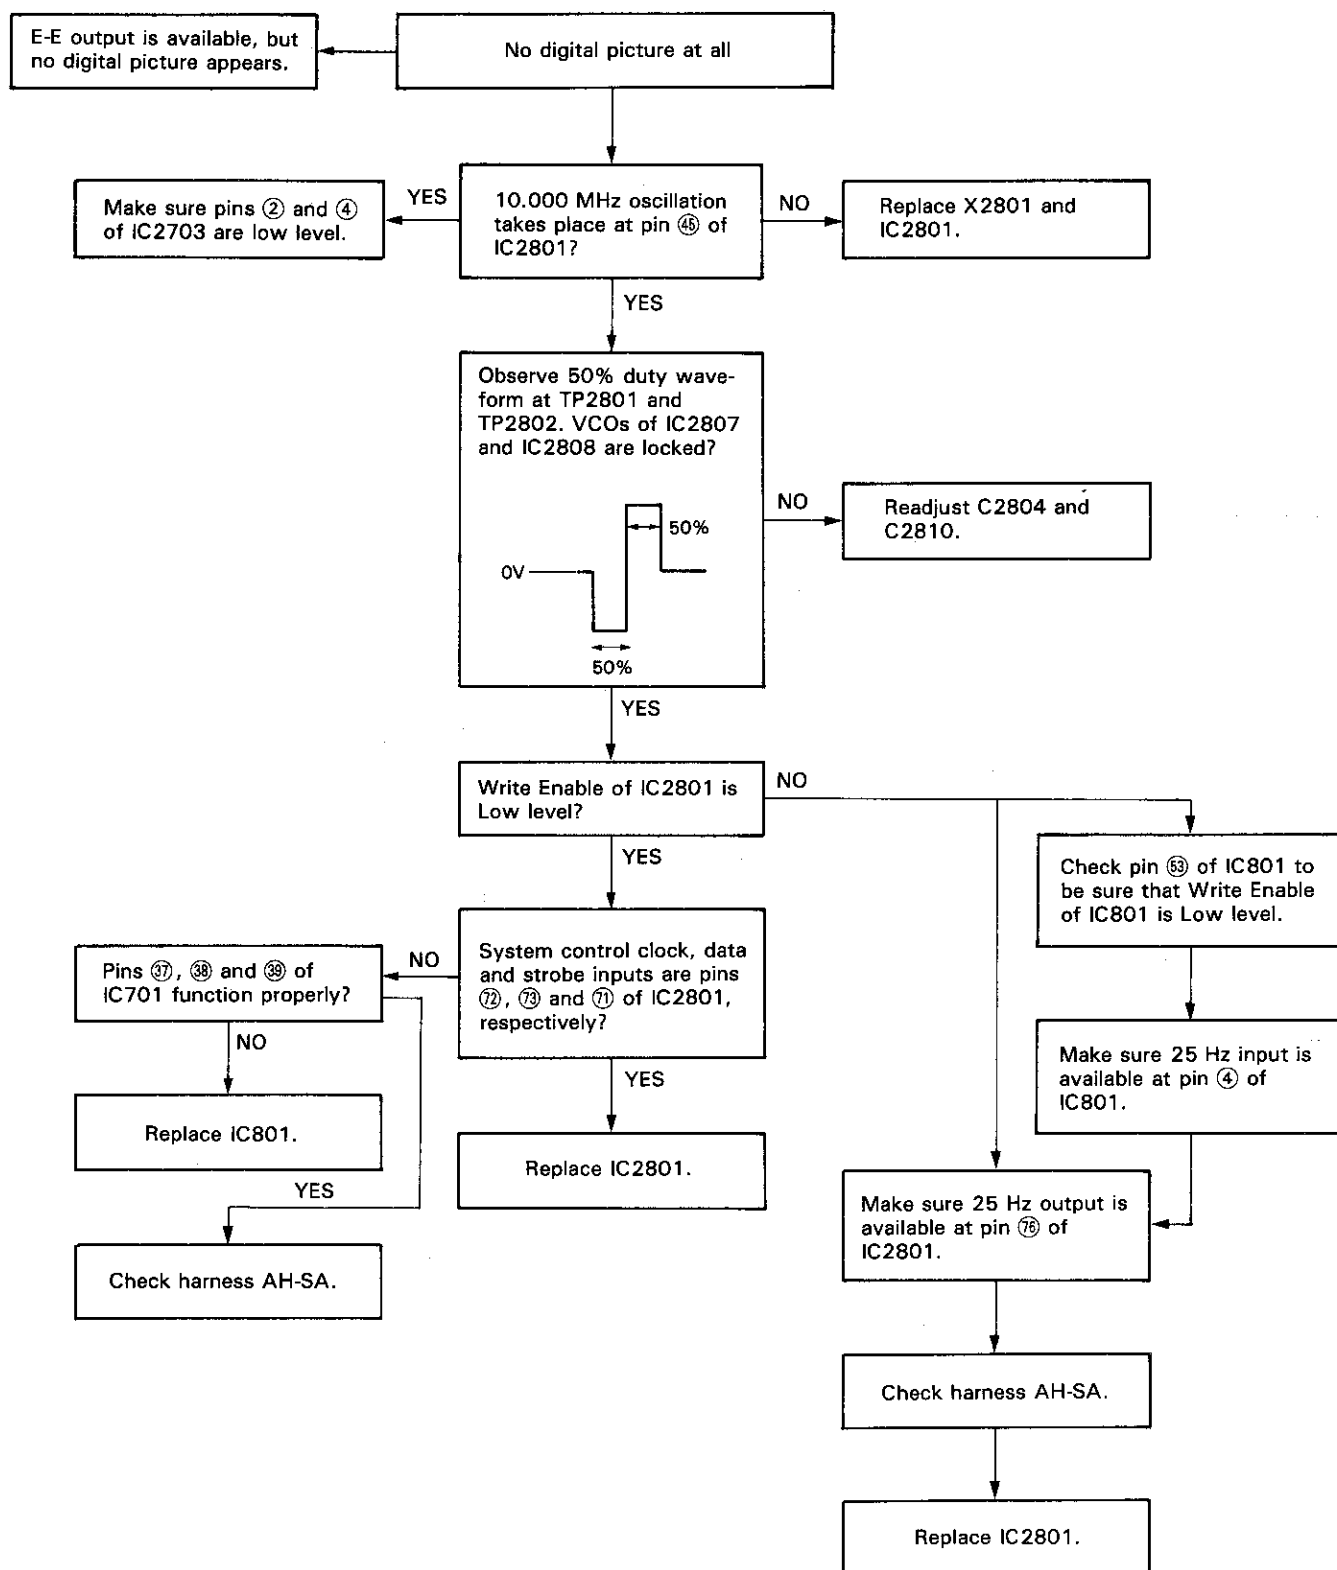 E-E output is available, but
no digital picture appears.
No digital picture at all
Make sure pins ② and ④
of IC2703 are low level.
YES
10.000 MHz oscillation
takes place at pin ㊺ of
IC2801?
NO
Replace X2801 and
IC2801.
YES
Observe 50% duty wave-
form at TP2801 and
TP2802. VCOs of IC2807
and IC2808 are locked?
50%
0V
50%
NO
Readjust C2804 and
C2810.
YES
Write Enable of IC2801 is
Low level?
NO
YES
Check pin 53 of IC801 to
be sure that Write Enable
of IC801 is Low level.
Pins ㊲, ㊳ and ㊴ of
IC701 function properly?
NO
System control clock, data
and strobe inputs are pins
72, 73 and 71 of IC2801,
respectively?
NO
YES
Make sure 25 Hz input is
available at pin ④ of
IC801.
Replace IC801.
Replace IC2801.
YES
Make sure 25 Hz output is
available at pin 76 of
IC2801.
Check harness AH-SA.
Check harness AH-SA.
Replace IC2801.